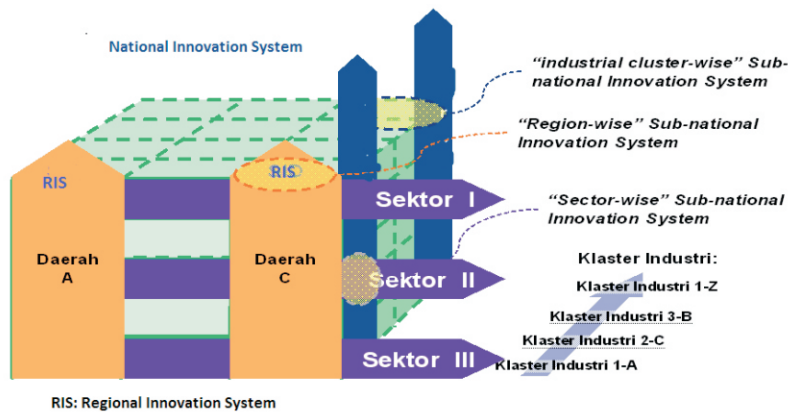 National Innovation System
“industrial cluster-wise” Sub-
national Innovation System
“Region-wise” Sub-national
Innovation System
“Sector-wise” Sub-national
Innovation System
RIS
RIS
Sektor I
Daerah
A
Daerah
C
Sektor II
Sektor III
Klaster Industri:
Klaster Industri 1-Z
Klaster Industri 3-B
Klaster Industri 2-C
Klaster Industri 1-A
RIS: Regional Innovation System